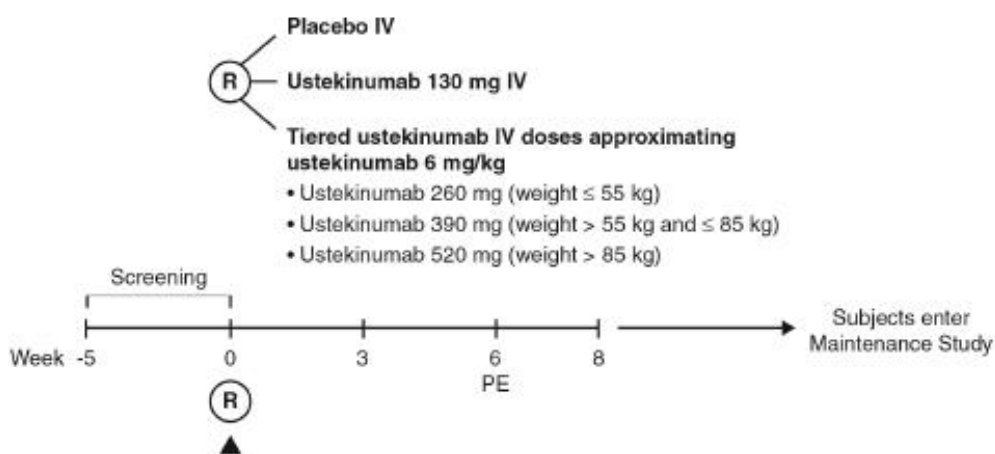 Placebo IV
R
Ustekinumab 130 mg IV
Tiered ustekinumab IV doses approximating
ustekinumab 6 mg/kg
• Ustekinumab 260 mg (weight ≤ 55 kg)
• Ustekinumab 390 mg (weight > 55 kg and ≤ 85 kg)
• Ustekinumab 520 mg (weight > 85 kg)
Screening
Subjects enter
Maintenance Study
Week -5 0 3 6 8
PE
R